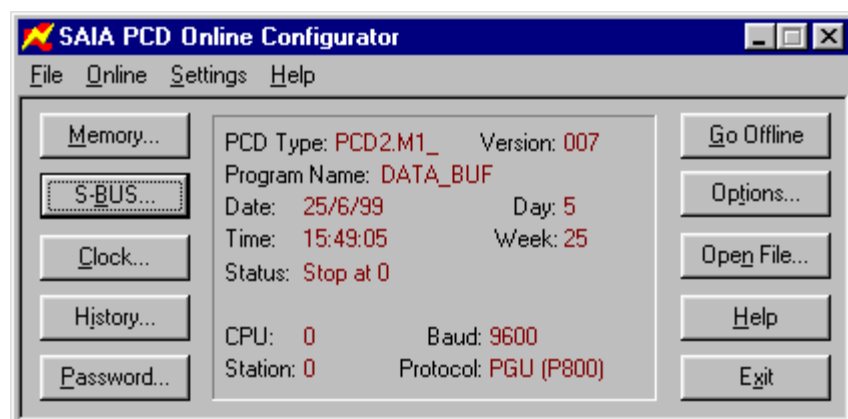 SAIA PCD Online Configurator
File Online Settings Help
Memory...
S-BUS...
Clock...
History...
Password...
PCD Type: PCD2.M1_ Version: 007
Program Name: DATA_BUF
Date: 25/6/99 Day: 5
Time: 15:49:05 Week: 25
Status: Stop at 0
CPU: 0 Baud: 9600
Station: 0 Protocol: PGU (P800)
Go Offline
Options...
Open File...
Help
Exit